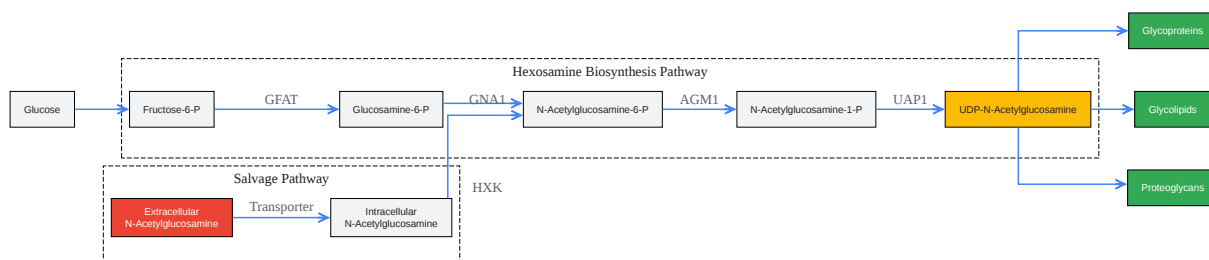 Glycoproteins
Hexosamine Biosynthesis Pathway
Glucose
Fructose-6-P
GFAT
Glucosamine-6-P
GNA1
N-Acetylglucosamine-6-P
AGM1
N-Acetylglucosamine-1-P
UAP1
UDP-N-Acetylglucosamine
Glycolipids
Salvage Pathway
HXK
Proteoglycans
Extracellular
N-Acetylglucosamine
Transporter
Intracellular
N-Acetylglucosamine